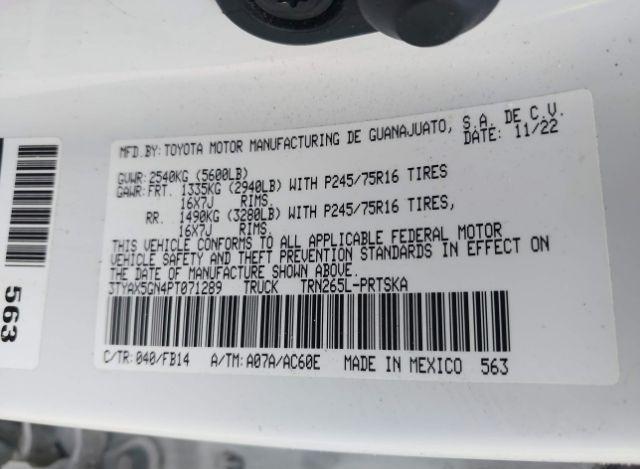 MFD.BY:TOYOTA MOTOR MANUFACTURING DE GUANAJUATO, S.A. DE C.V.
DATE: 11/22
GVWR:2540KG (5600LB)
GAWR:FRT. 1335KG (2940LB) WITH P245/75R16 TIRES
16X7J RIMS.
RR. 1490KG (3280LB) WITH P245/75R16 TIRES,
16X7J RIMS.
THIS VEHICLE CONFORMS TO ALL APPLICABLE FEDERAL MOTOR
VEHICLE SAFETY AND THEFT PREVENTION STANDARDS IN EFFECT ON
THE DATE OF MANUFACTURE SHOWN ABOVE.
3TYAX5GN4PT071289 TRUCK TRN265L-PRTSKA
C/TR:040/FB14 A/TM:A07A/AC60E MADE IN MEXICO 563
563